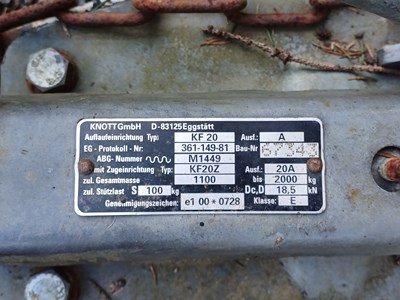 KNOTT GmbH D-83125 Eggstätt
Auflaufeinrichtung Typ: KF 20 Ausf.: A
EG - Protokoll - Nr: 361-149-81 Bau-Nr 67343
ABG-Nummer M1449
mit Zugeinrichtung Typ: KF20Z Ausf.: 20A
zul. Gesamtmasse 1100 bis 2000 kg
zul. Stützlast S 100 kg Dc,D 18,5 kN
Genehmigungszeichen: e1 00*0728 Klasse: E